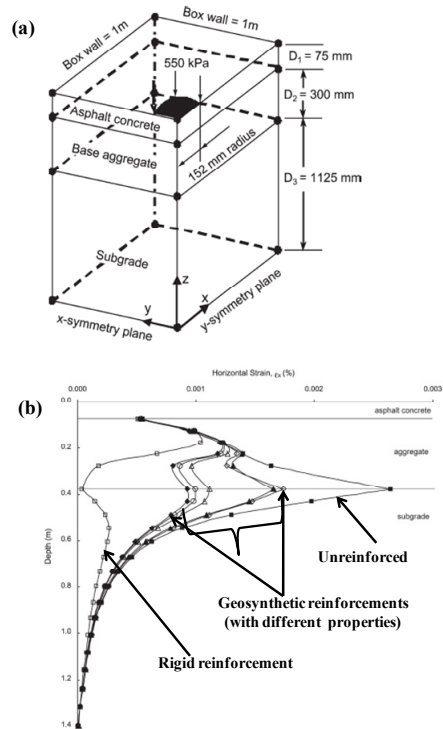 (a)
Box wall = 1m
Box wall = 1m
550 kPa
D₁ = 75 mm
D₂ = 300 mm
Asphalt concrete
Base aggregate
152 mm radius
D₃ = 1125 mm
Subgrade
z
y
x
x-symmetry plane
y-symmetry plane
Horizontal Strain, εx (%)
0.000
0.001
0.002
0.003
(b)
0.0
asphalt concrete
0.2
aggregate
0.4
subgrade
Unreinforced
0.6
Depth (m)
0.8
Geosynthetic reinforcements
(with different properties)
Rigid reinforcement
1.0
1.2
1.4